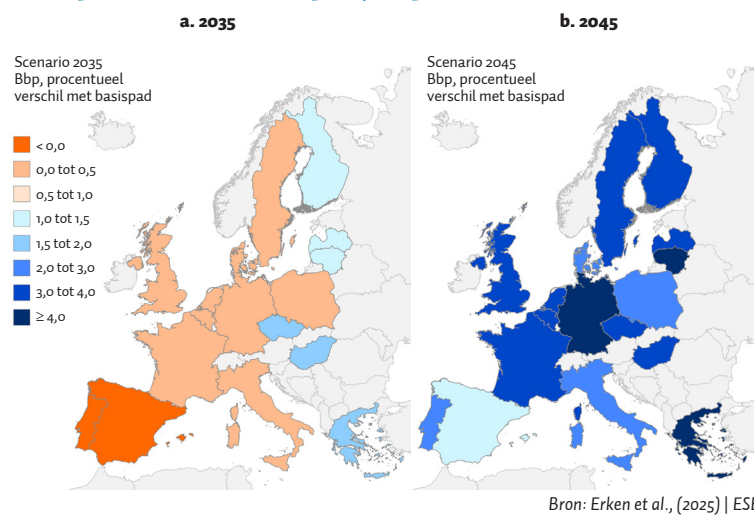 a. 2035
b. 2045
Scenario 2035
Bbp, procentueel
verschil met basispad
Scenario 2045
Bbp, procentueel
verschil met basispad
< 0,0
0,0 tot 0,5
0,5 tot 1,0
1,0 tot 1,5
1,5 tot 2,0
2,0 tot 3,0
3,0 tot 4,0
≥ 4,0
Bron: Erken et al., (2025) | ESB